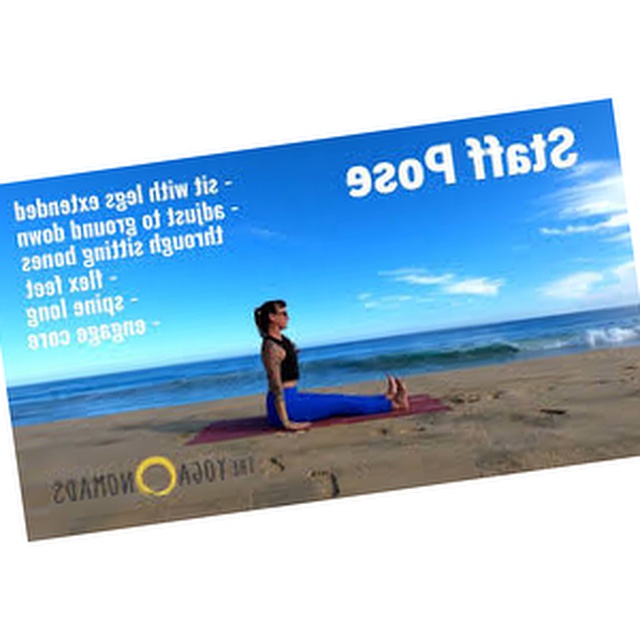 Staff Pose
- sit with legs extended
- adjust to ground down
through sitting bones
- flex feet
- spine long
- engage core
THE YOGA NOMADS